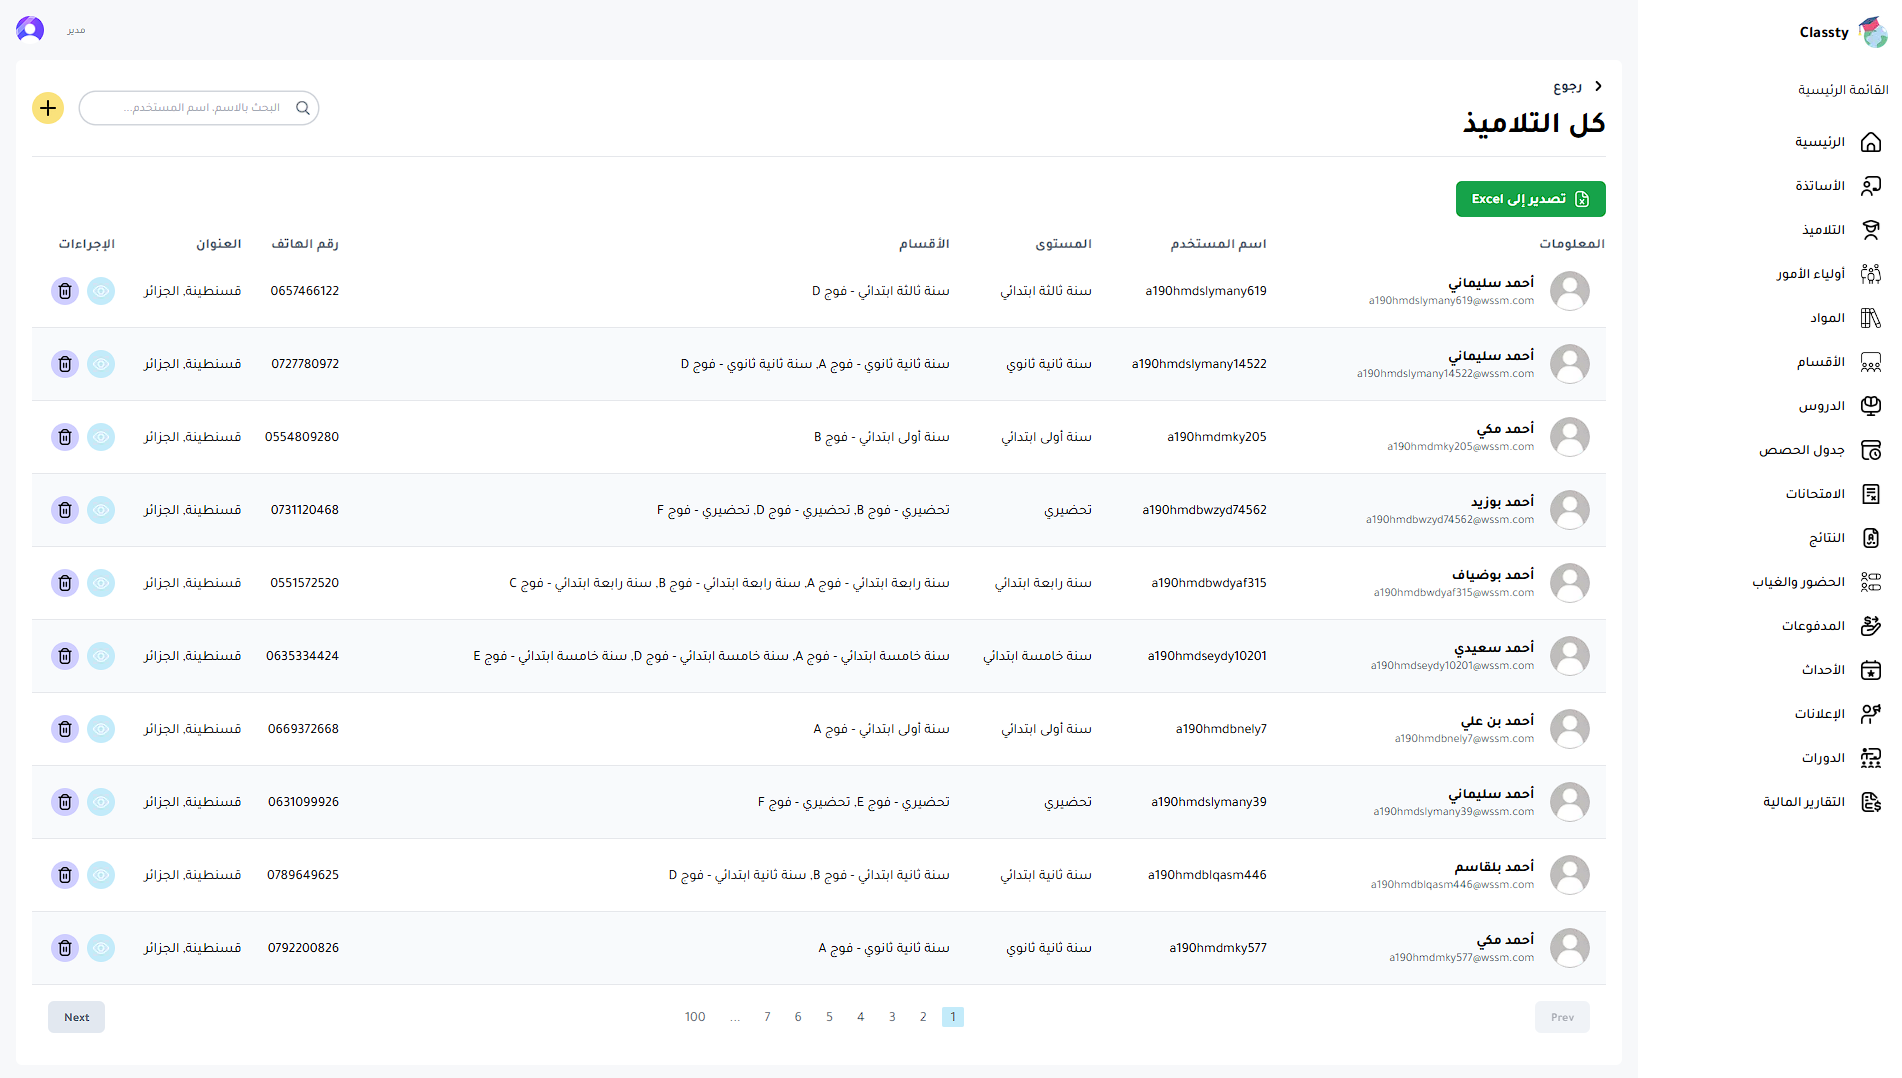 Classty
القائمة الرئيسية
الرئيسية
الأساتذة
التلاميذ
أولياء الأمور
المواد
الأقسام
الدروس
جدول الحصص
الامتحانات
النتائج
الحضور والغياب
المدفوعات
الأحداث
الإعلانات
الدورات
التقارير المالية
مدير
رجوع
كل التلاميذ
البحث بالاسم، اسم المستخدم...
تصدير إلى Excel
المعلومات اسم المستخدم المستوى الأقسام رقم الهاتف العنوان الإجراءات
أحمد سليماني
a190hmdslymany619@wssm.com
a190hmdslymany619 سنة ثالثة ابتدائي سنة ثالثة ابتدائي - فوج D 0657466122 قسنطينة، الجزائر
أحمد سليماني
a190hmdslymany14522@wssm.com
a190hmdslymany14522 سنة ثانية ثانوي سنة ثانية ثانوي - فوج A, سنة ثانية ثانوي - فوج D 0727780972 قسنطينة، الجزائر
أحمد مكي
a190hmdmky205@wssm.com
a190hmdmky205 سنة أولى ابتدائي سنة أولى ابتدائي - فوج B 0554809280 قسنطينة، الجزائر
أحمد بوزيد
a190hmdbwzyd74562@wssm.com
a190hmdbwzyd74562 تحضيري تحضيري - فوج B, تحضيري - فوج D, تحضيري - فوج F 0731120468 قسنطينة، الجزائر
أحمد بوضياف
a190hmdbwdyaf315@wssm.com
a190hmdbwdyaf315 سنة رابعة ابتدائي سنة رابعة ابتدائي - فوج A, سنة رابعة ابتدائي - فوج B, سنة رابعة ابتدائي - فوج C 0551572520 قسنطينة، الجزائر
أحمد سعيدي
a190hmdseydy10201@wssm.com
a190hmdseydy10201 سنة خامسة ابتدائي سنة خامسة ابتدائي - فوج A, سنة خامسة ابتدائي - فوج D, سنة خامسة ابتدائي - فوج E 0635334424 قسنطينة، الجزائر
أحمد بن علي
a190hmdbnely7@wssm.com
a190hmdbnely7 سنة أولى ابتدائي سنة أولى ابتدائي - فوج A 0669372668 قسنطينة، الجزائر
أحمد سليماني
a190hmdslymany39@wssm.com
a190hmdslymany39 تحضيري تحضيري - فوج E, تحضيري - فوج F 0631099926 قسنطينة، الجزائر
أحمد بلقاسم
a190hmdblqasm446@wssm.com
a190hmdblqasm446 سنة ثانية ابتدائي سنة ثانية ابتدائي - فوج B, سنة ثانية ابتدائي - فوج D 0789649625 قسنطينة، الجزائر
أحمد مكي
a190hmdmky577@wssm.com
a190hmdmky577 سنة ثانية ثانوي سنة ثانية ثانوي - فوج A 0792200826 قسنطينة، الجزائر
Prev 1 2 3 4 5 6 7 ... 100 Next